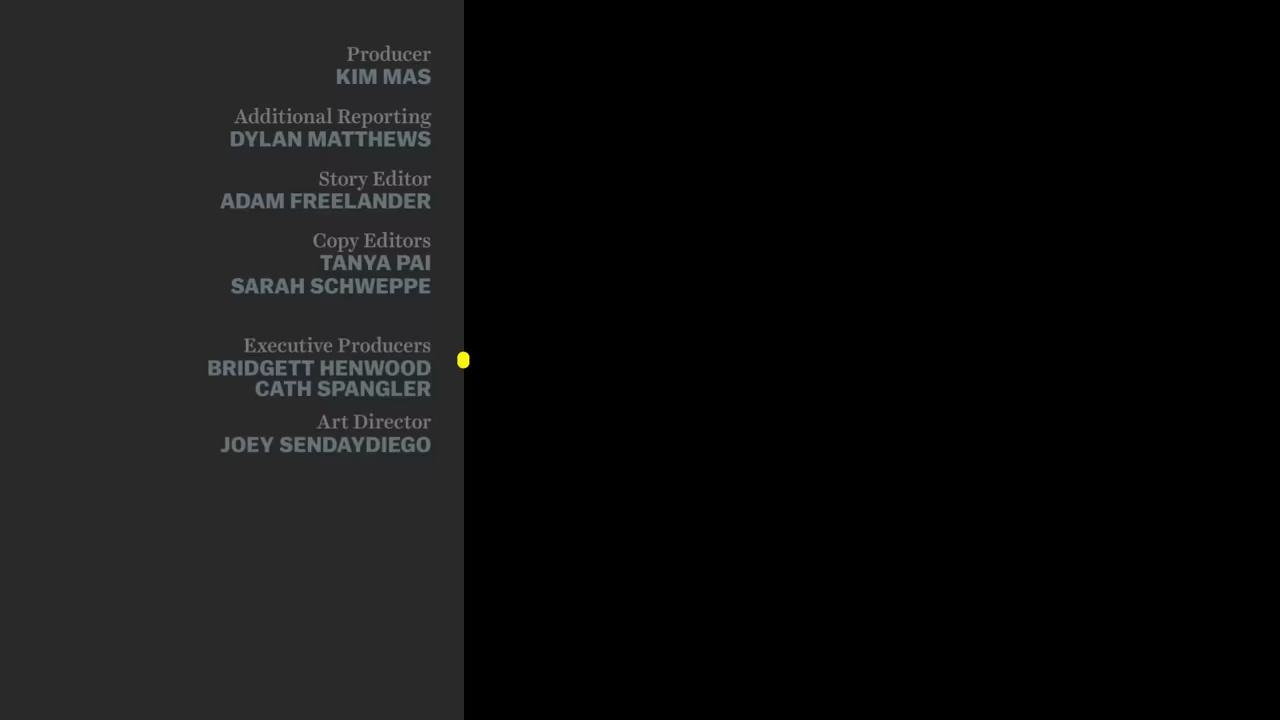 Producer
KIM MAS
Additional Reporting
DYLAN MATTHEWS
Story Editor
ADAM FREELANDER
Copy Editors
TANYA PAI
SARAH SCHWEPPE
Executive Producers
BRIDGETT HENWOOD
CATH SPANGLER
Art Director
JOEY SENDAYDIEGO